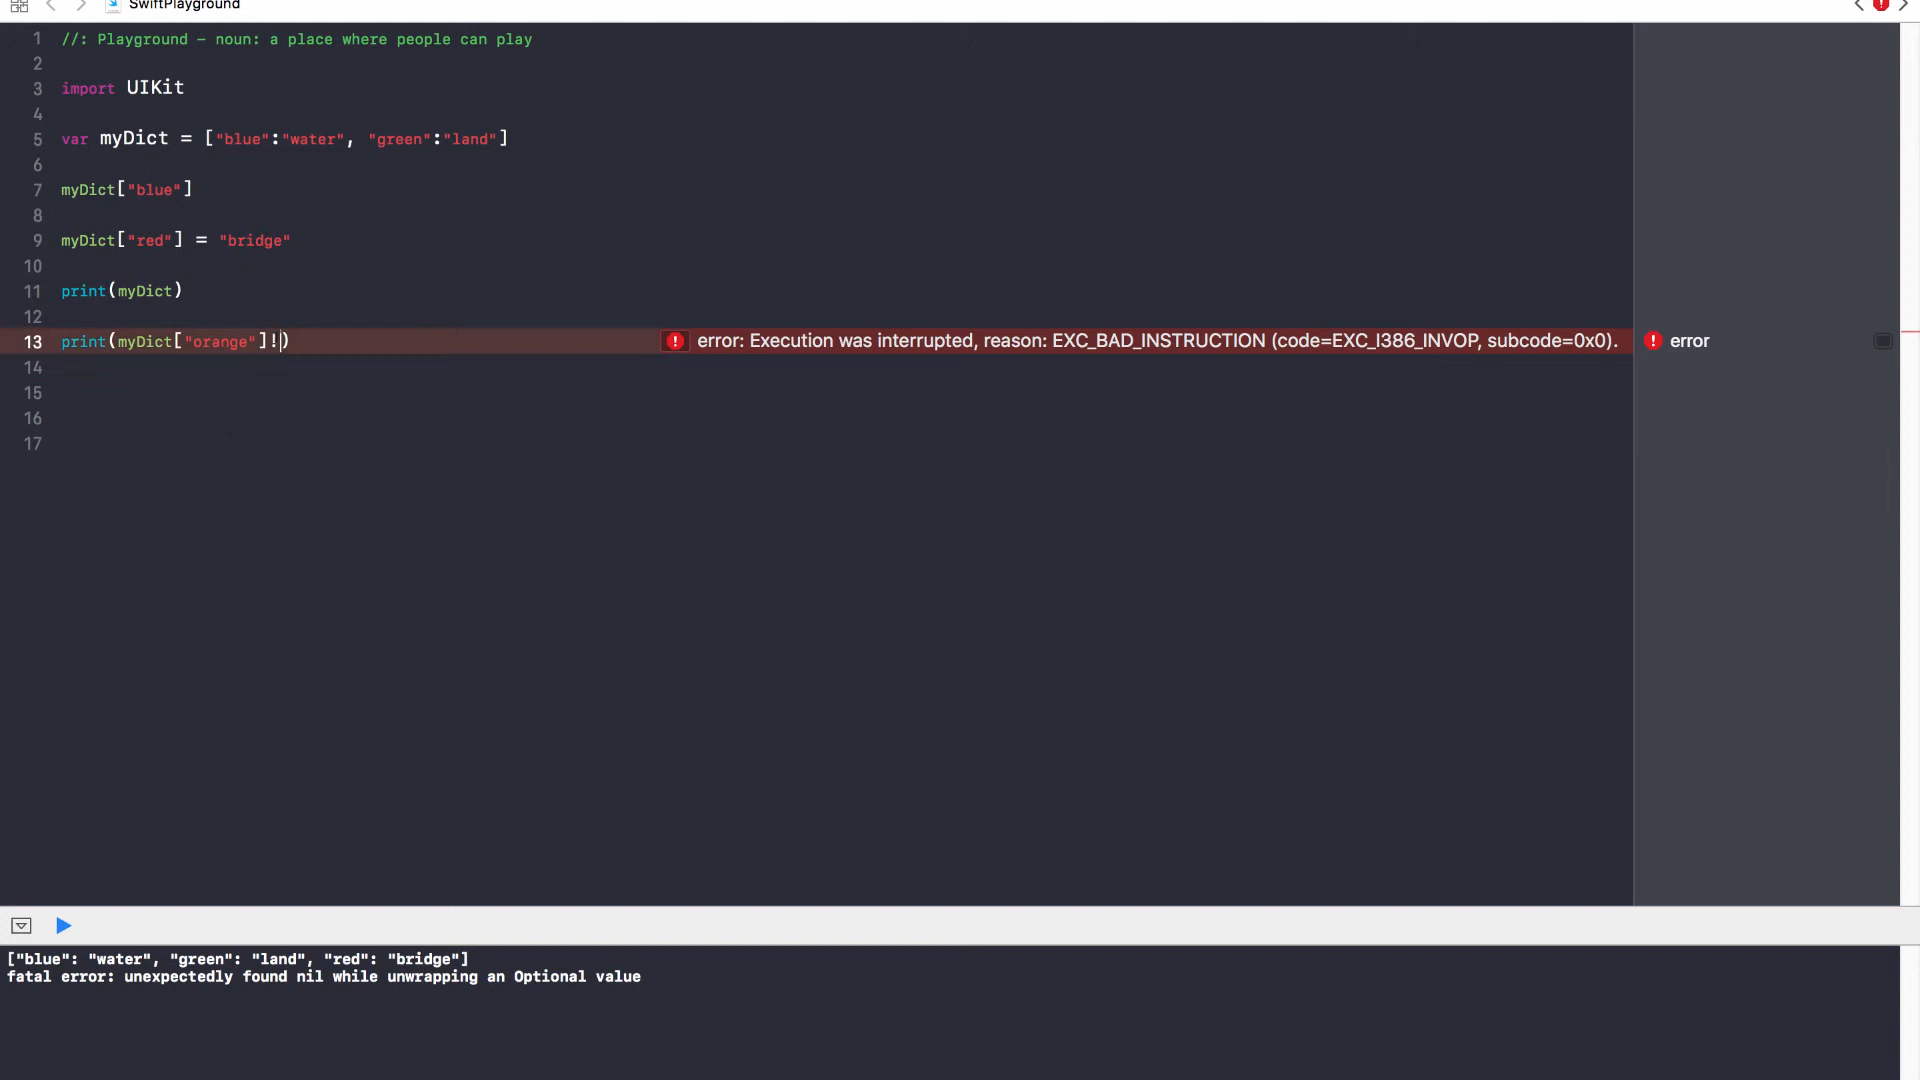 SwiftPlayground
1 //: Playground – noun: a place where people can play
2
3 import UIKit
4
5 var myDict = ["blue":"water", "green":"land"]
6
7 myDict["blue"]
8
9 myDict["red"] = "bridge"
10
11 print(myDict)
12
13 print(myDict["orange"]!) error: Execution was interrupted, reason: EXC_BAD_INSTRUCTION (code=EXC_I386_INVOP, subcode=0x0). error
14
15
16
17
["blue": "water", "green": "land", "red": "bridge"]
fatal error: unexpectedly found nil while unwrapping an Optional value